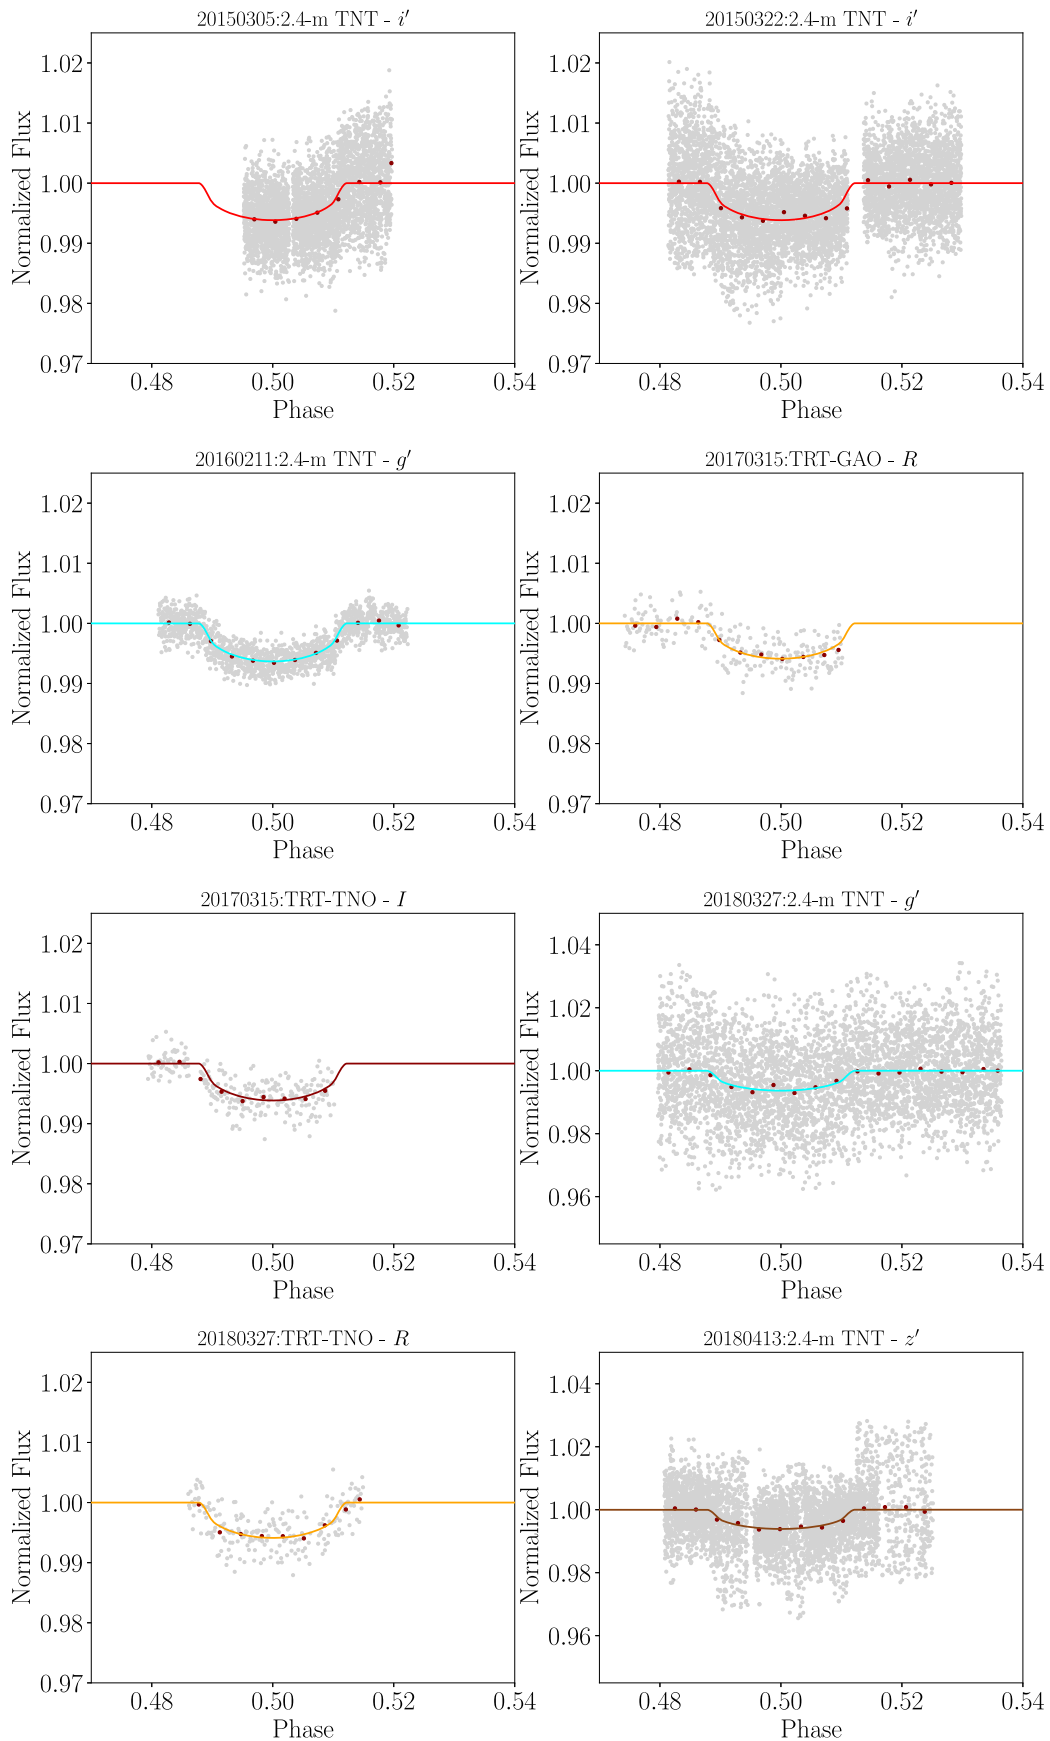 20150305:2.4-m TNT - i′
1.02
1.01
1.00
0.99
0.98
0.97
Normalized Flux
0.48 0.50 0.52 0.54
Phase
20150322:2.4-m TNT - i′
1.02
1.01
1.00
0.99
0.98
0.97
Normalized Flux
0.48 0.50 0.52 0.54
Phase
20160211:2.4-m TNT - g′
1.02
1.01
1.00
0.99
0.98
0.97
Normalized Flux
0.48 0.50 0.52 0.54
Phase
20170315:TRT-GAO - R
1.02
1.01
1.00
0.99
0.98
0.97
Normalized Flux
0.48 0.50 0.52 0.54
Phase
20170315:TRT-TNO - I
1.02
1.01
1.00
0.99
0.98
0.97
Normalized Flux
0.48 0.50 0.52 0.54
Phase
20180327:2.4-m TNT - g′
1.04
1.02
1.00
0.98
0.96
Normalized Flux
0.48 0.50 0.52 0.54
Phase
20180327:TRT-TNO - R
1.02
1.01
1.00
0.99
0.98
0.97
Normalized Flux
0.48 0.50 0.52 0.54
Phase
20180413:2.4-m TNT - z′
1.04
1.02
1.00
0.98
0.96
Normalized Flux
0.48 0.50 0.52 0.54
Phase